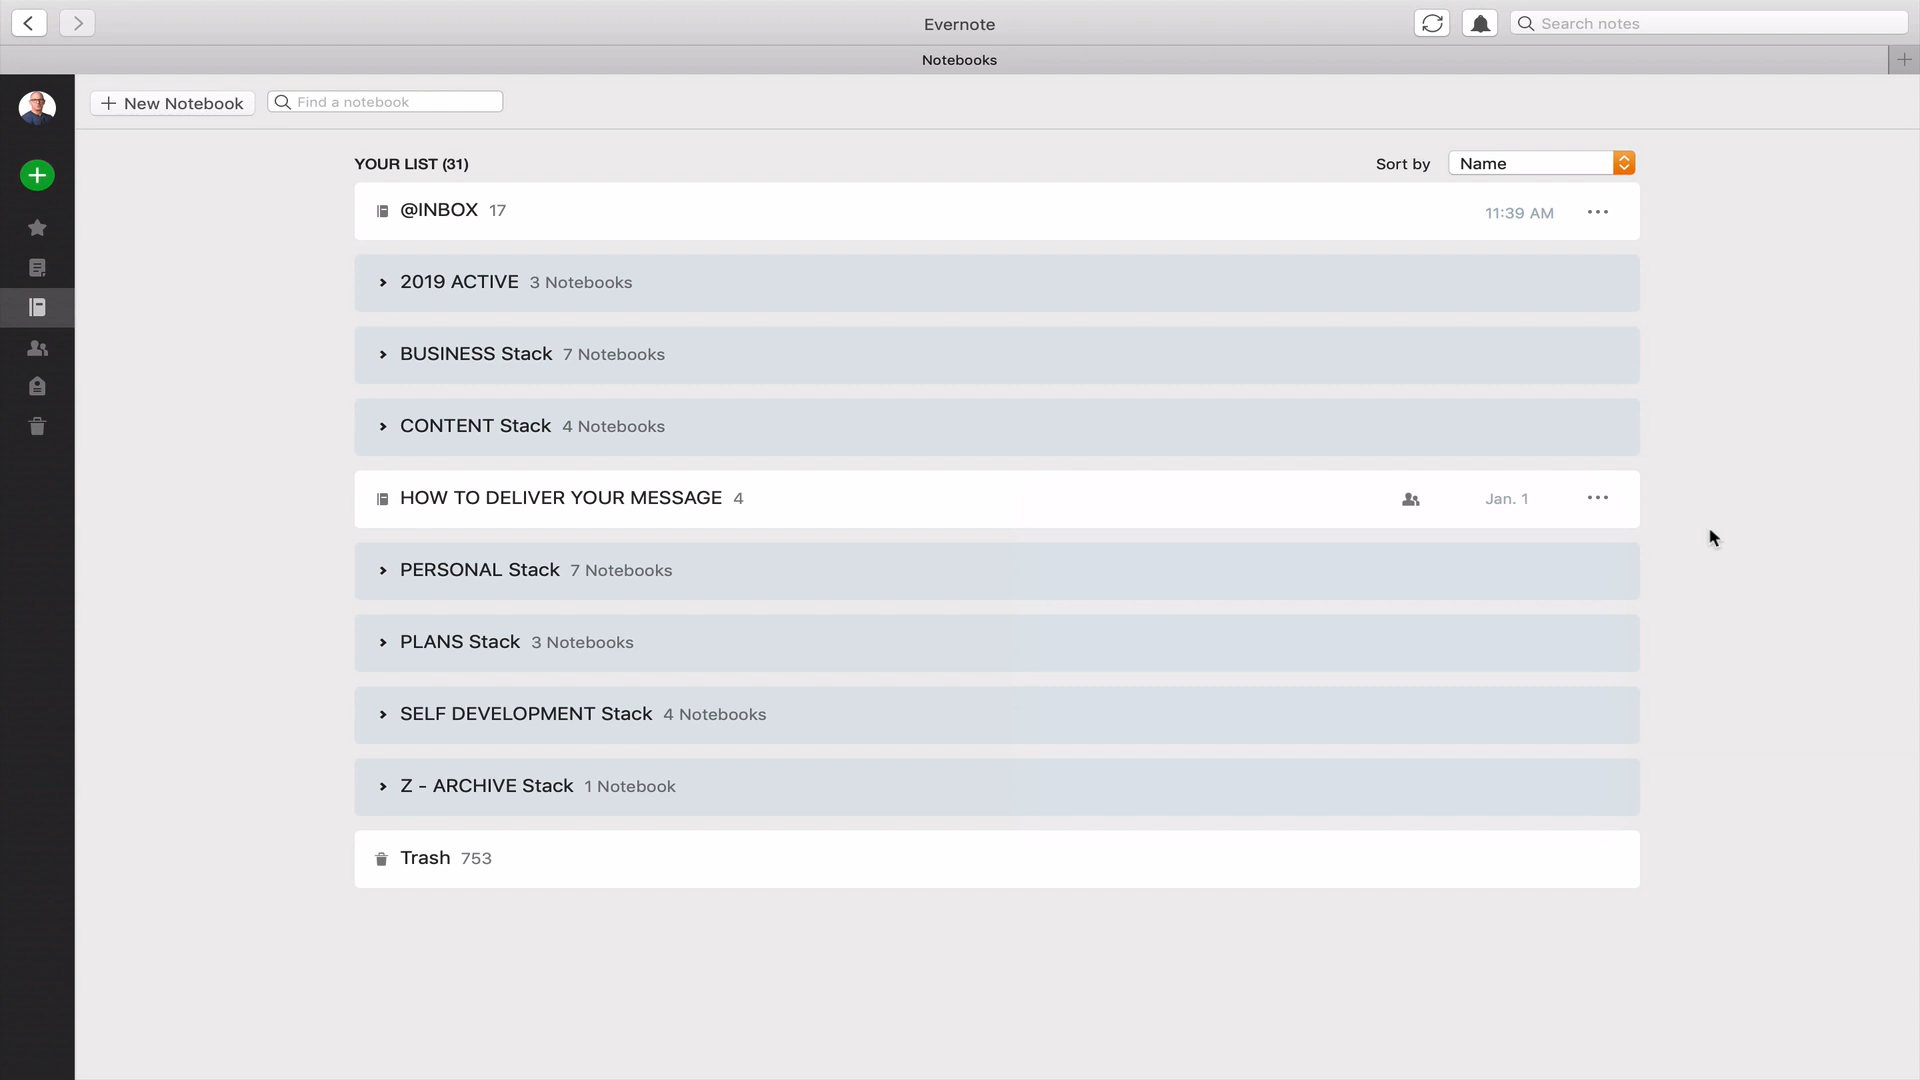 Evernote
Search notes
Notebooks
New Notebook
Find a notebook
YOUR LIST (31)
Sort by Name
@INBOX 17 11:39 AM
2019 ACTIVE 3 Notebooks
BUSINESS Stack 7 Notebooks
CONTENT Stack 4 Notebooks
HOW TO DELIVER YOUR MESSAGE 4 Jan. 1
PERSONAL Stack 7 Notebooks
PLANS Stack 3 Notebooks
SELF DEVELOPMENT Stack 4 Notebooks
Z - ARCHIVE Stack 1 Notebook
Trash 753